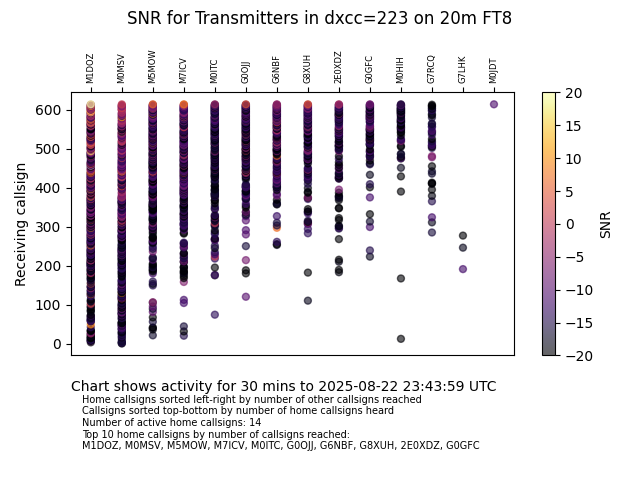 SNR for Transmitters in dxcc=223 on 20m FT8
M1DOZ M0MSV M5MOW M7ICV M0ITC G0OJJ G6NBF G8XUH 2E0XDZ G0GFC M0HIH G7RCQ G7LHK M0JDT
600
500
400
300
200
100
0
Receiving callsign
20
15
10
5
0
−5
−10
−15
−20
SNR
Chart shows activity for 30 mins to 2025-08-22 23:43:59 UTC
Home callsigns sorted left-right by number of other callsigns reached
Callsigns sorted top-bottom by number of home callsigns heard
Number of active home callsigns: 14
Top 10 home callsigns by number of callsigns reached:
M1DOZ, M0MSV, M5MOW, M7ICV, M0ITC, G0OJJ, G6NBF, G8XUH, 2E0XDZ, G0GFC